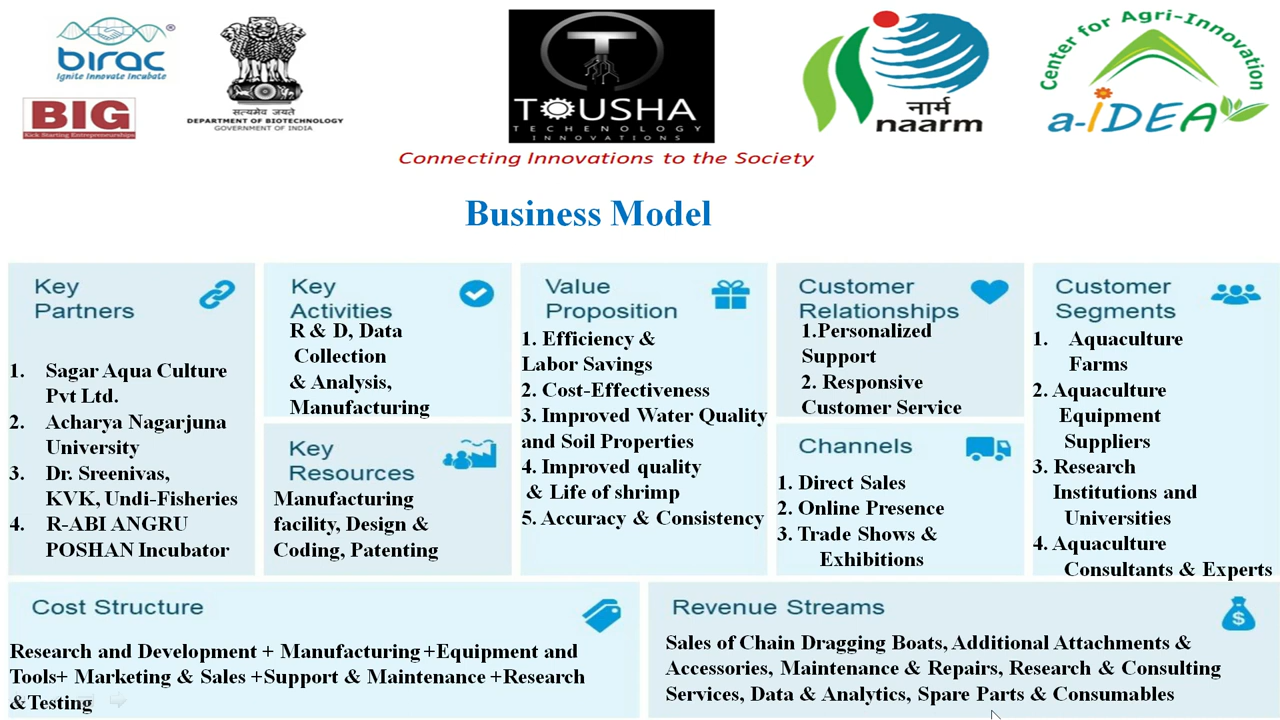 birac®
Ignite Innovate Incubate
BIG
Kick Starting Entrepreneurships
सत्यमेव जयते
DEPARTMENT OF BIOTECHNOLOGY
GOVERNMENT OF INDIA
T
TOUSHA
TECHENOLOGY
INNOVATIONS
Connecting Innovations to the Society
नार्म
naarm
Center for Agri-Innovation
a-IDEA
Business Model
Key
Partners
1. Sagar Aqua Culture
Pvt Ltd.
2. Acharya Nagarjuna
University
3. Dr. Sreenivas,
KVK, Undi-Fisheries
4. R-ABI ANGRU
POSHAN Incubator
Key
Activities
R & D, Data
Collection
& Analysis,
Manufacturing
Key
Resources
Manufacturing
facility, Design &
Coding, Patenting
Value
Proposition
1. Efficiency &
Labor Savings
2. Cost-Effectiveness
3. Improved Water Quality
and Soil Properties
4. Improved quality
& Life of shrimp
5. Accuracy & Consistency
Customer
Relationships
1.Personalized
Support
2. Responsive
Customer Service
Channels
1. Direct Sales
2. Online Presence
3. Trade Shows &
Exhibitions
Customer
Segments
1. Aquaculture
Farms
2. Aquaculture
Equipment
Suppliers
3. Research
Institutions and
Universities
4. Aquaculture
Consultants & Experts
Cost Structure
Research and Development + Manufacturing +Equipment and
Tools+ Marketing & Sales +Support & Maintenance +Research
&Testing
Revenue Streams
$
Sales of Chain Dragging Boats, Additional Attachments &
Accessories, Maintenance & Repairs, Research & Consulting
Services, Data & Analytics, Spare Parts & Consumables